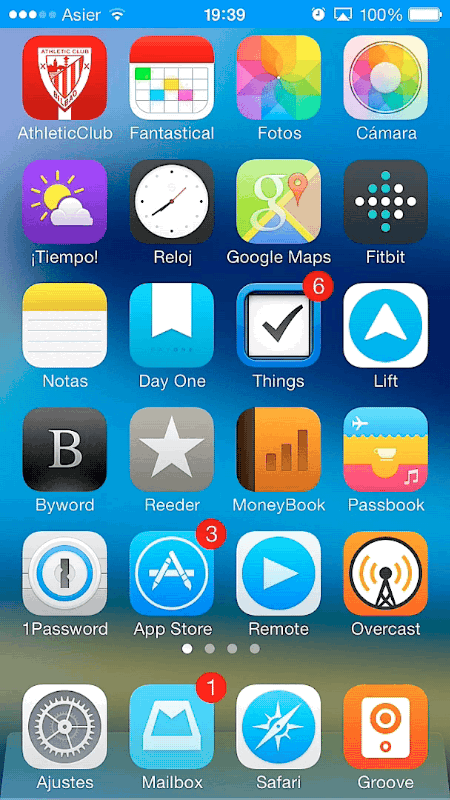 Asier 19:39 100%
ATHLETIC CLUB
BILBAO
AthleticClub Fantastical Fotos Cámara
g
¡Tiempo! Reloj Google Maps Fitbit
6
Notas Day One Things Lift
B
Byword Reeder MoneyBook Passbook
3
1Password App Store Remote Overcast
1
Ajustes Mailbox Safari Groove